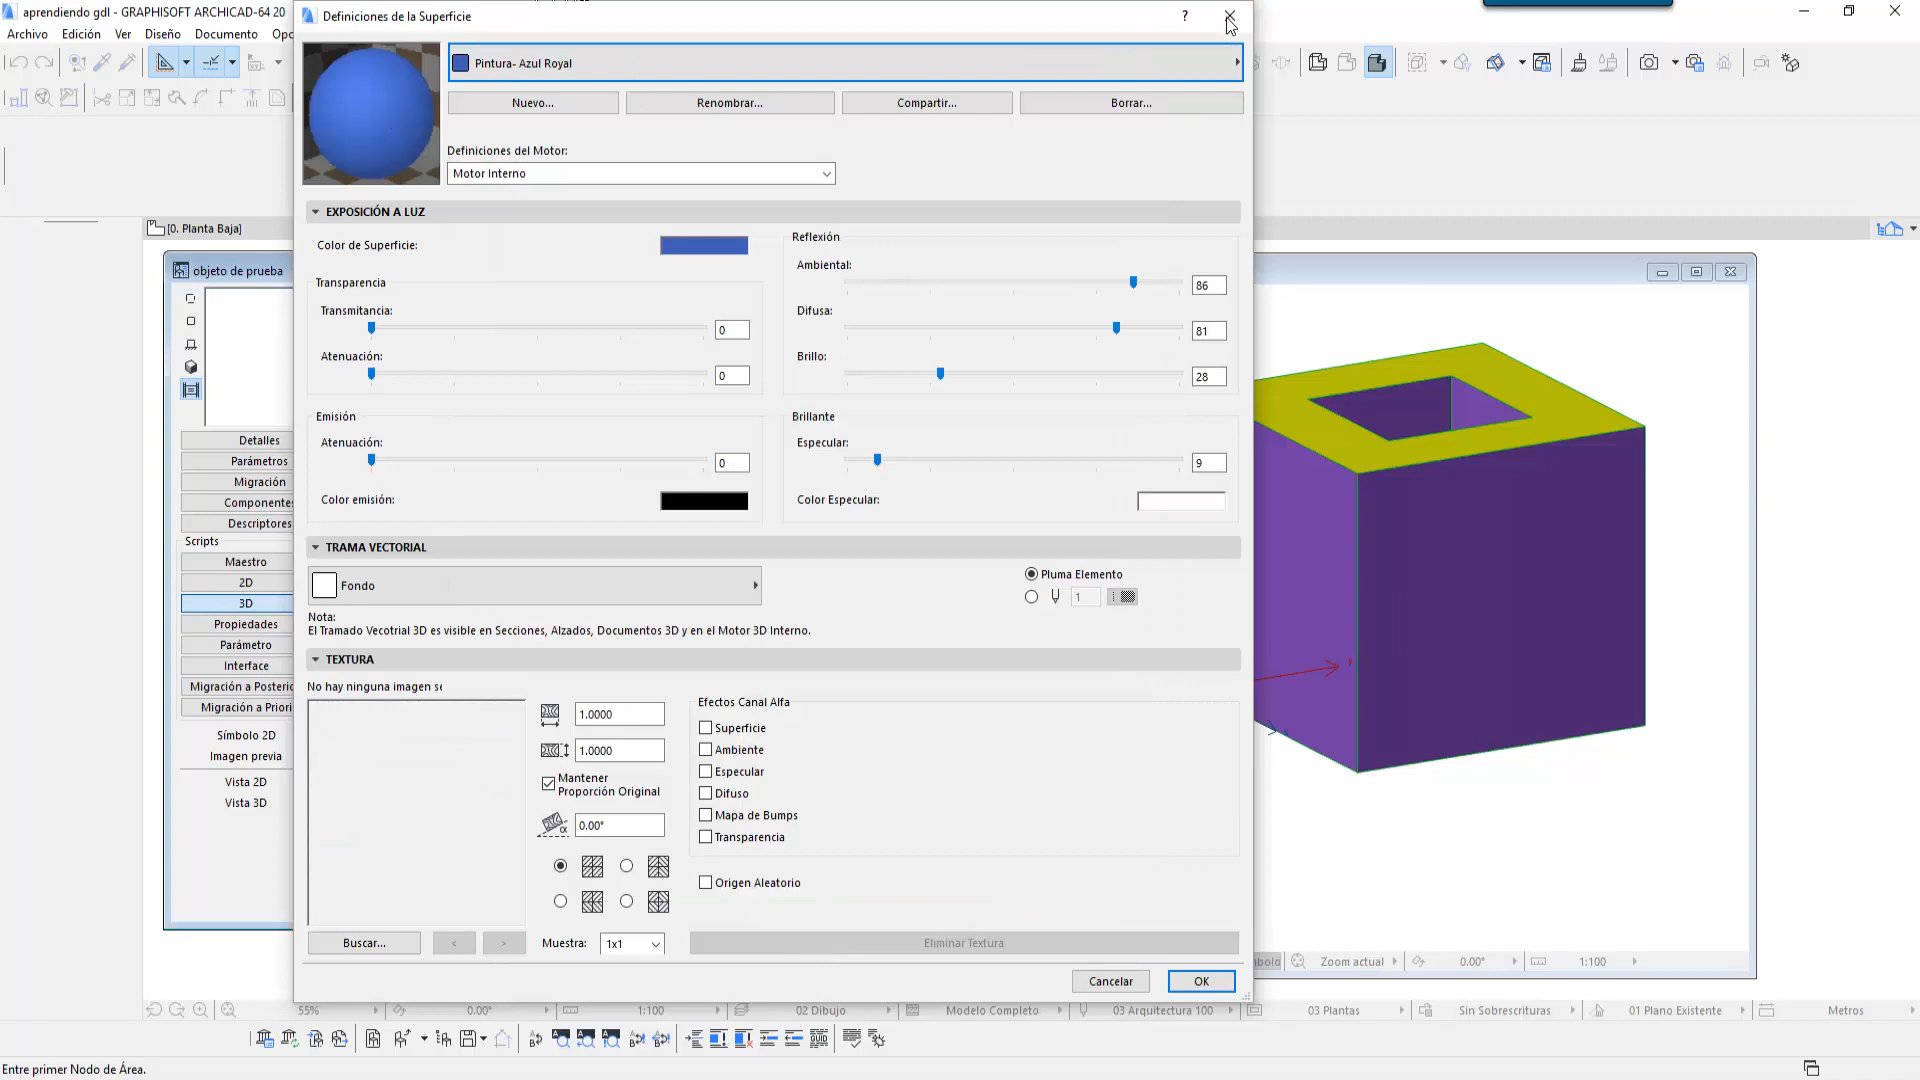 aprendiendo gdl - GRAPHISOFT ARCHICAD-64 20
Archivo Edición Ver Diseño Documento
Definiciones de la Superficie
?
Pintura- Azul Royal
Nuevo... Renombrar... Compartir... Borrar...
Definiciones del Motor:
Motor Interno
EXPOSICIÓN A LUZ
Color de Superficie:
Transparencia
Transmitancia:
0
Atenuación:
0
Emisión
Atenuación:
0
Color emisión:
Reflexión
Ambiental:
86
Difusa:
81
Brillo:
28
Brillante
Especular:
9
Color Especular:
TRAMA VECTORIAL
Fondo
Pluma Elemento
1
Nota:
El Tramado Vecotrial 3D es visible en Secciones, Alzados, Documentos 3D y en el Motor 3D Interno.
TEXTURA
No hay ninguna imagen se
1.0000
1.0000
Mantener
Proporción Original
α
0.00°
Efectos Canal Alfa
Superficie
Ambiente
Especular
Difuso
Mapa de Bumps
Transparencia
Origen Aleatorio
Buscar... < > Muestra: 1x1 Eliminar Textura
Cancelar OK
[0. Planta Baja]
objeto de prueba
Detalles
Parámetros
Migración
Componentes
Descriptores
Scripts
Maestro
2D
3D
Propiedades
Parámetro
Interface
Migración a Posterio
Migración a Priori
Símbolo 2D
Imagen previa
Vista 2D
Vista 3D
y
Zoom actual 0.00° 1:100
55% 0.00° 1:100 02 Dibujo Modelo Completo 03 Arquitectura 100 03 Plantas Sin Sobrescrituras 01 Plano Existente Metros
Entre primer Nodo de Área.